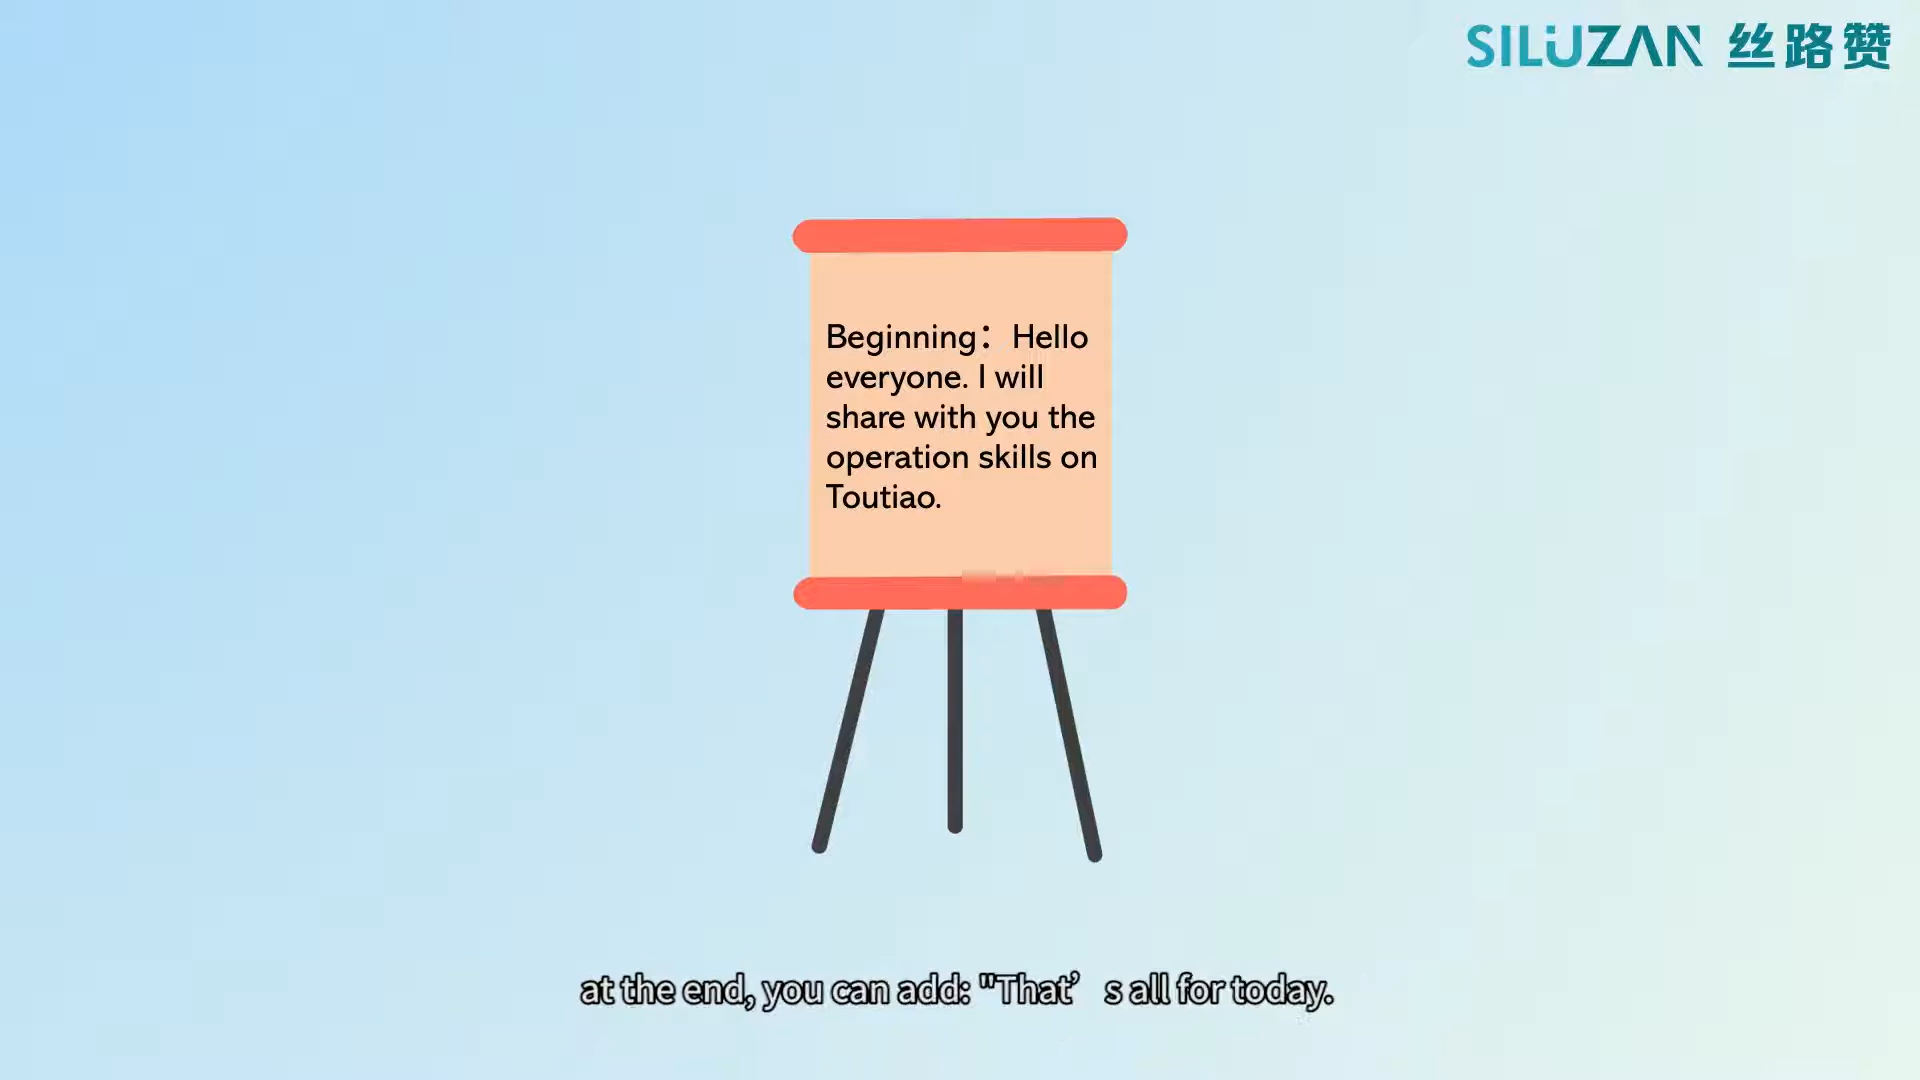 SILUZAN 丝路赞
Beginning：Hello
everyone. I will
share with you the
operation skills on
Toutiao.
at the end, you can add: "That’s all for today.